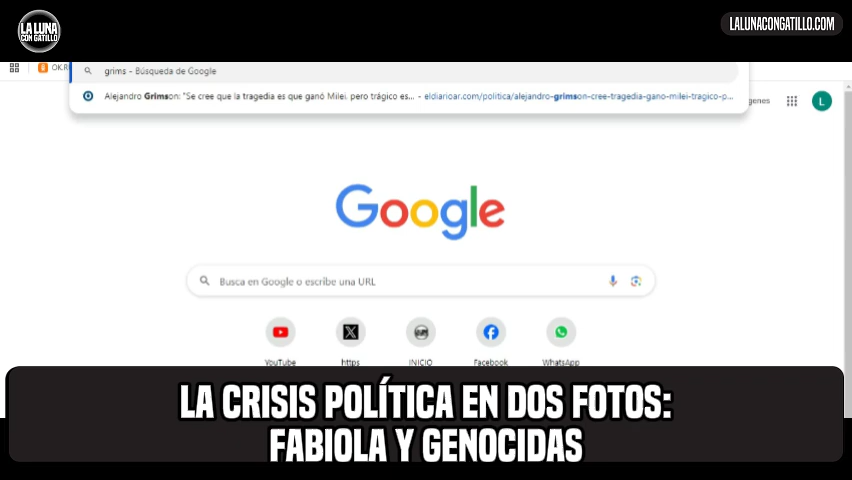 LA LUNA
CON GATILLO
LALUNACONGATILLO.COM
grims - Búsqueda de Google
Alejandro Grimson: "Se cree que la tragedia es que ganó Milei, pero trágico es... - eldiarioar.com/politica/alejandro-grimson-cree-tragedia-gano-milei-tragico-p...
OK.R
genes
L
Google
Busca en Google o escribe una URL
YouTube
https
INICIO
Facebook
WhatsApp
LA CRISIS POLÍTICA EN DOS FOTOS:
FABIOLA Y GENOCIDAS